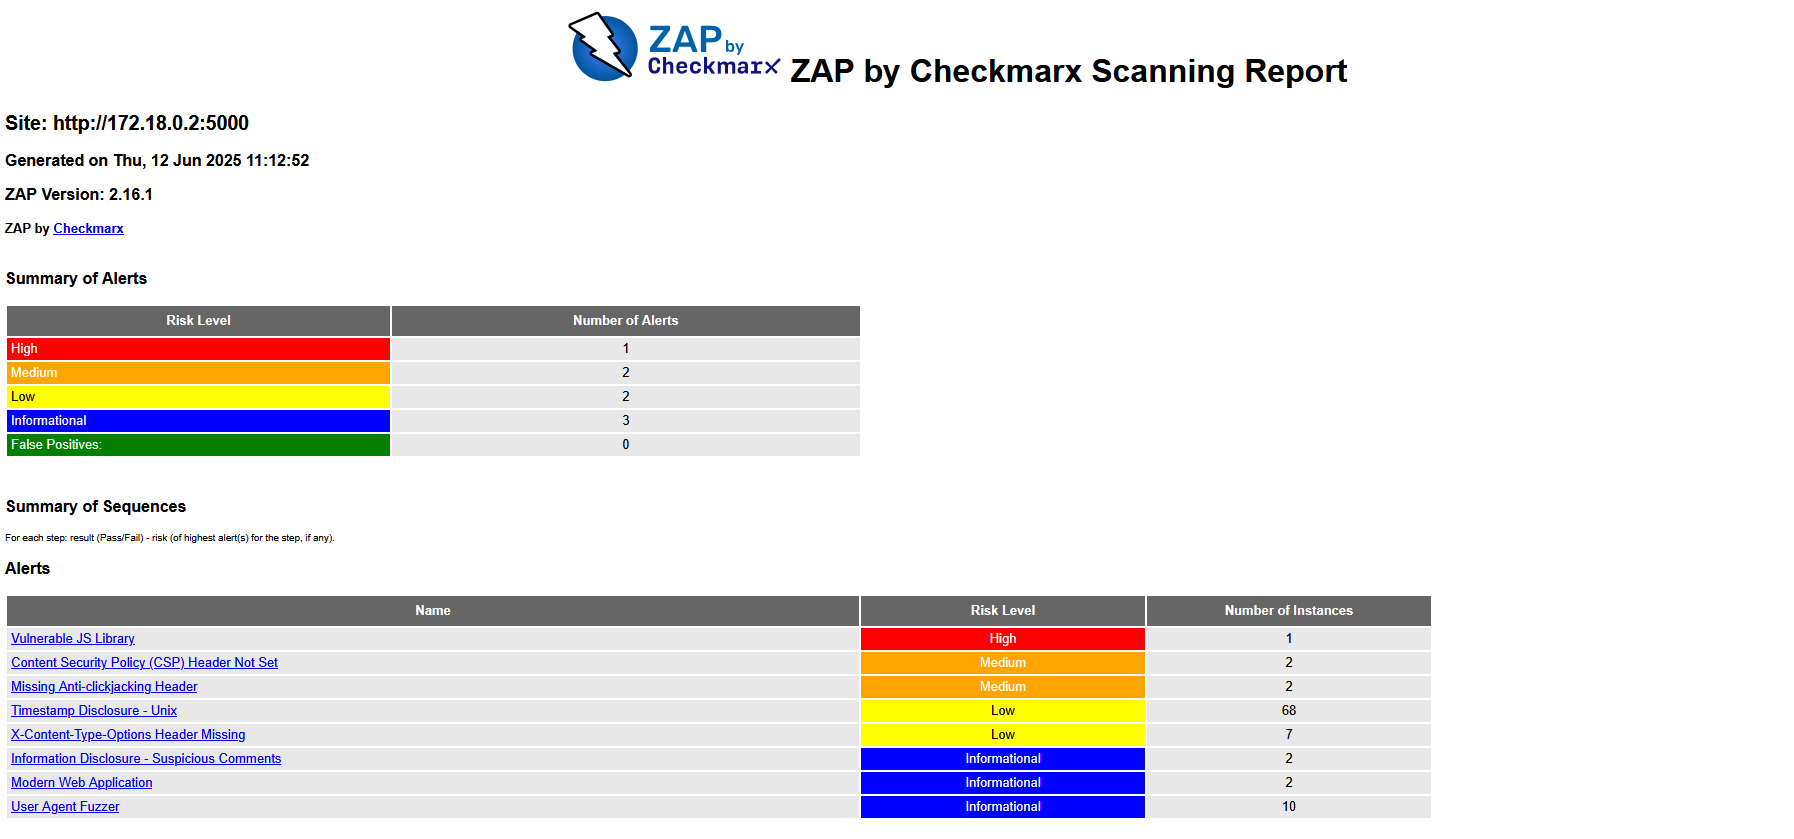 ZAP by
Checkmarx
ZAP by Checkmarx Scanning Report
Site: http://172.18.0.2:5000
Generated on Thu, 12 Jun 2025 11:12:52
ZAP Version: 2.16.1
ZAP by Checkmarx
Summary of Alerts
Risk Level Number of Alerts
High 1
Medium 2
Low 2
Informational 3
False Positives: 0
Summary of Sequences
For each step: result (Pass/Fail) - risk (of highest alert(s) for the step, if any).
Alerts
Name Risk Level Number of Instances
Vulnerable JS Library High 1
Content Security Policy (CSP) Header Not Set Medium 2
Missing Anti-clickjacking Header Medium 2
Timestamp Disclosure - Unix Low 68
X-Content-Type-Options Header Missing Low 7
Information Disclosure - Suspicious Comments Informational 2
Modern Web Application Informational 2
User Agent Fuzzer Informational 10